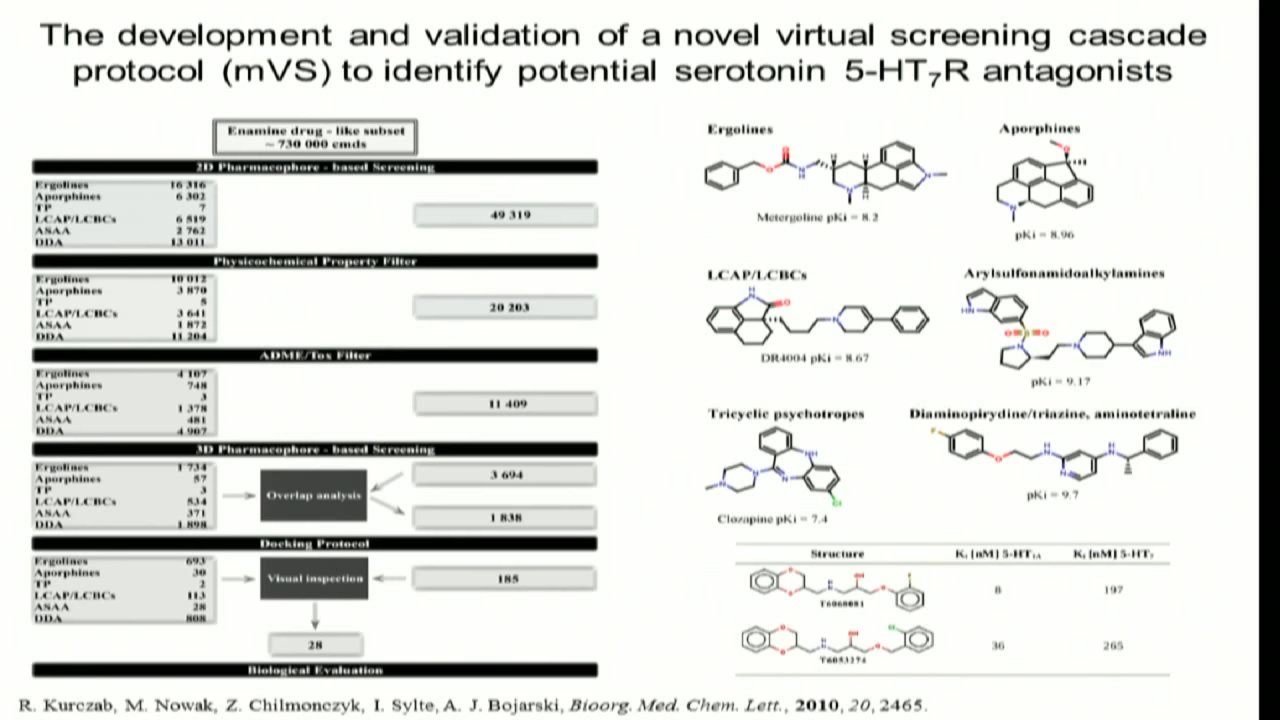 The development and validation of a novel virtual screening cascade
protocol (mVS) to identify potential serotonin 5-HT₇R antagonists
Enamine drug - like subset
~ 730 000 cmds
2D Pharmacophore - based Screening
Ergolines 16 316
Aporphines 6 302
TP 7
LCAP/LCBCs 6 519
ASAA 2 762
DDA 13 011
49 319
Physicochemical Property Filter
Ergolines 10 012
Aporphines 3 870
TP 5
LCAP/LCBCs 3 641
ASAA 1 872
DDA 11 204
20 203
ADME/Tox Filter
Ergolines 4 107
Aporphines 748
TP 3
LCAP/LCBCs 1 378
ASAA 481
DDA 4 907
11 409
3D Pharmacophore - based Screening
Ergolines 1 734
Aporphines 57
TP 3
LCAP/LCBCs 534
ASAA 371
DDA 1 898
Overlap analysis
3 694
1 838
Docking Protocol
Ergolines 693
Aporphines 30
TP 2
LCAP/LCBCs 113
ASAA 28
DDA 808
Visual inspection
185
28
Biological Evaluation
Ergolines
Metergoline pKi = 8.2
Aporphines
pKi = 8.96
LCAP/LCBCs
DR4004 pKi = 8.67
Arylsulfonamidoalkylamines
pKi = 9.17
Tricyclic psychotropes
Clozapine pKi = 7.4
Diaminopirydine/triazine, aminotetraline
pKi = 9.7
Structure Kᵢ [nM] 5-HT₁ₐ Kᵢ [nM] 5-HT₇
8 197
36 265
R. Kurczab, M. Nowak, Z. Chilmonczyk, I. Sylte, A. J. Bojarski, Bioorg. Med. Chem. Lett., 2010, 20, 2465.